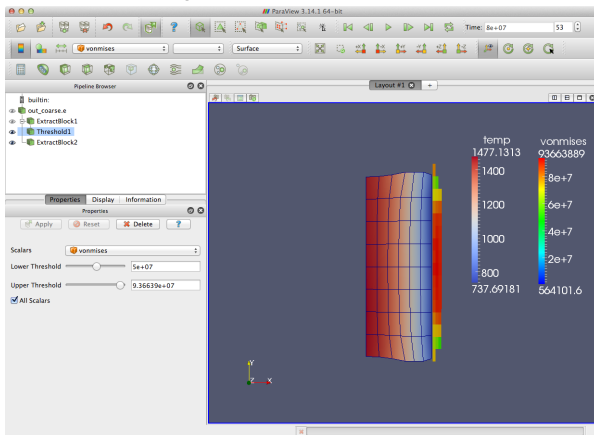 ParaView 3.14.1 64-bit
Time: 8e+07 53
vonmises Surface
Pipeline Browser
Layout #1
builtin:
out_coarse.e
ExtractBlock1
Threshold1
ExtractBlock2
Properties Display Information
Properties
Apply Reset Delete ?
Scalars vonmises
Lower Threshold 5e+07
Upper Threshold 9.36639e+07
All Scalars
temp vonmises
1477.1313 93663889
1400 8e+7
1200 6e+7
1000 4e+7
800 2e+7
737.69181 564101.6
Y
Z X